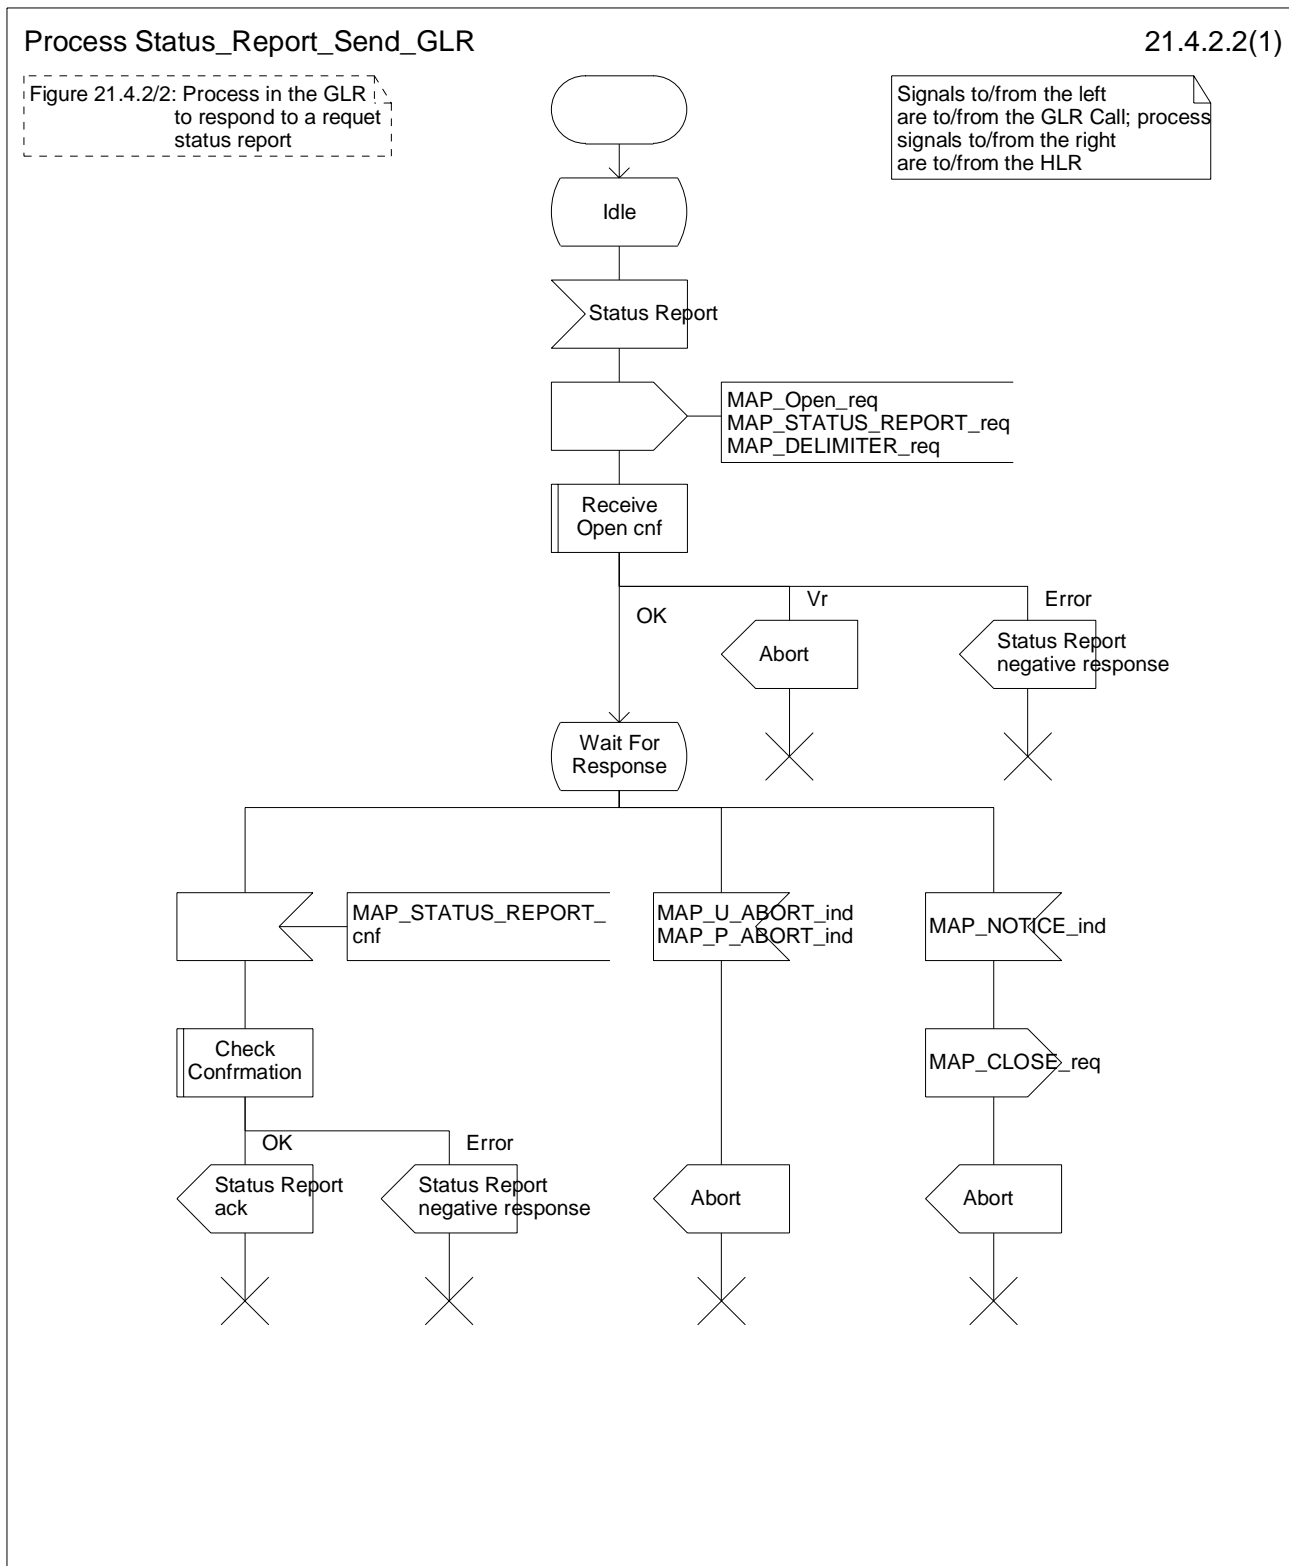 Process Status_Report_Send_GLR
21.4.2.2(1)
Figure 21.4.2/2: Process in the GLR
to respond to a requet
status report
Signals to/from the left
are to/from the GLR Call; process
signals to/from the right
are to/from the HLR
Idle
Status Report
MAP_Open_req
MAP_STATUS_REPORT_req
MAP_DELIMITER_req
Receive
Open cnf
OK
Vr
Error
Abort
Status Report
negative response
Wait For
Response
MAP_STATUS_REPORT_
cnf
MAP_U_ABORT_ind
MAP_P_ABORT_ind
MAP_NOTICE_ind
Check
Confrmation
MAP_CLOSE_req
OK
Error
Status Report
ack
Status Report
negative response
Abort
Abort